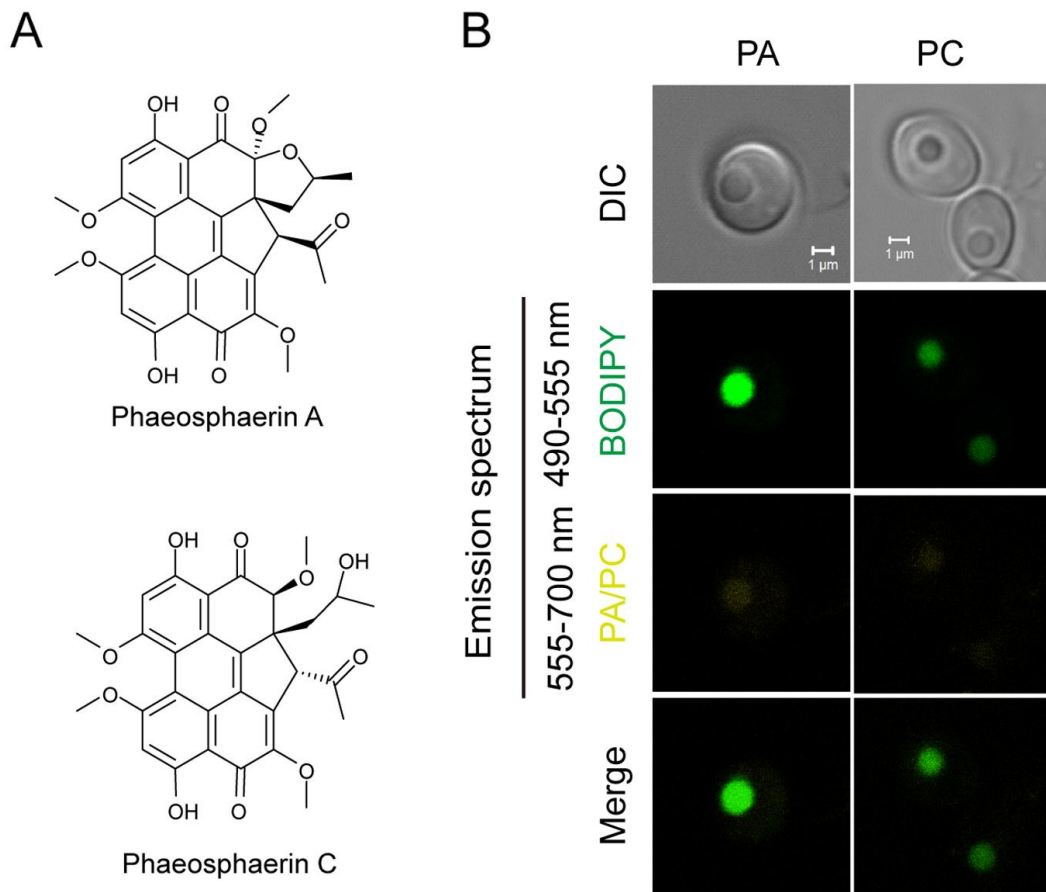 A
OH
O
O
O
O
O
O
O
OH
O
Phaeosphaerin A
OH
O
O
OH
O
O
O
O
OH
O
Phaeosphaerin C
B
PA
PC
DIC
1 µm
1 µm
Emission spectrum
490-555 nm
BODIPY
555-700 nm
PA/PC
Merge